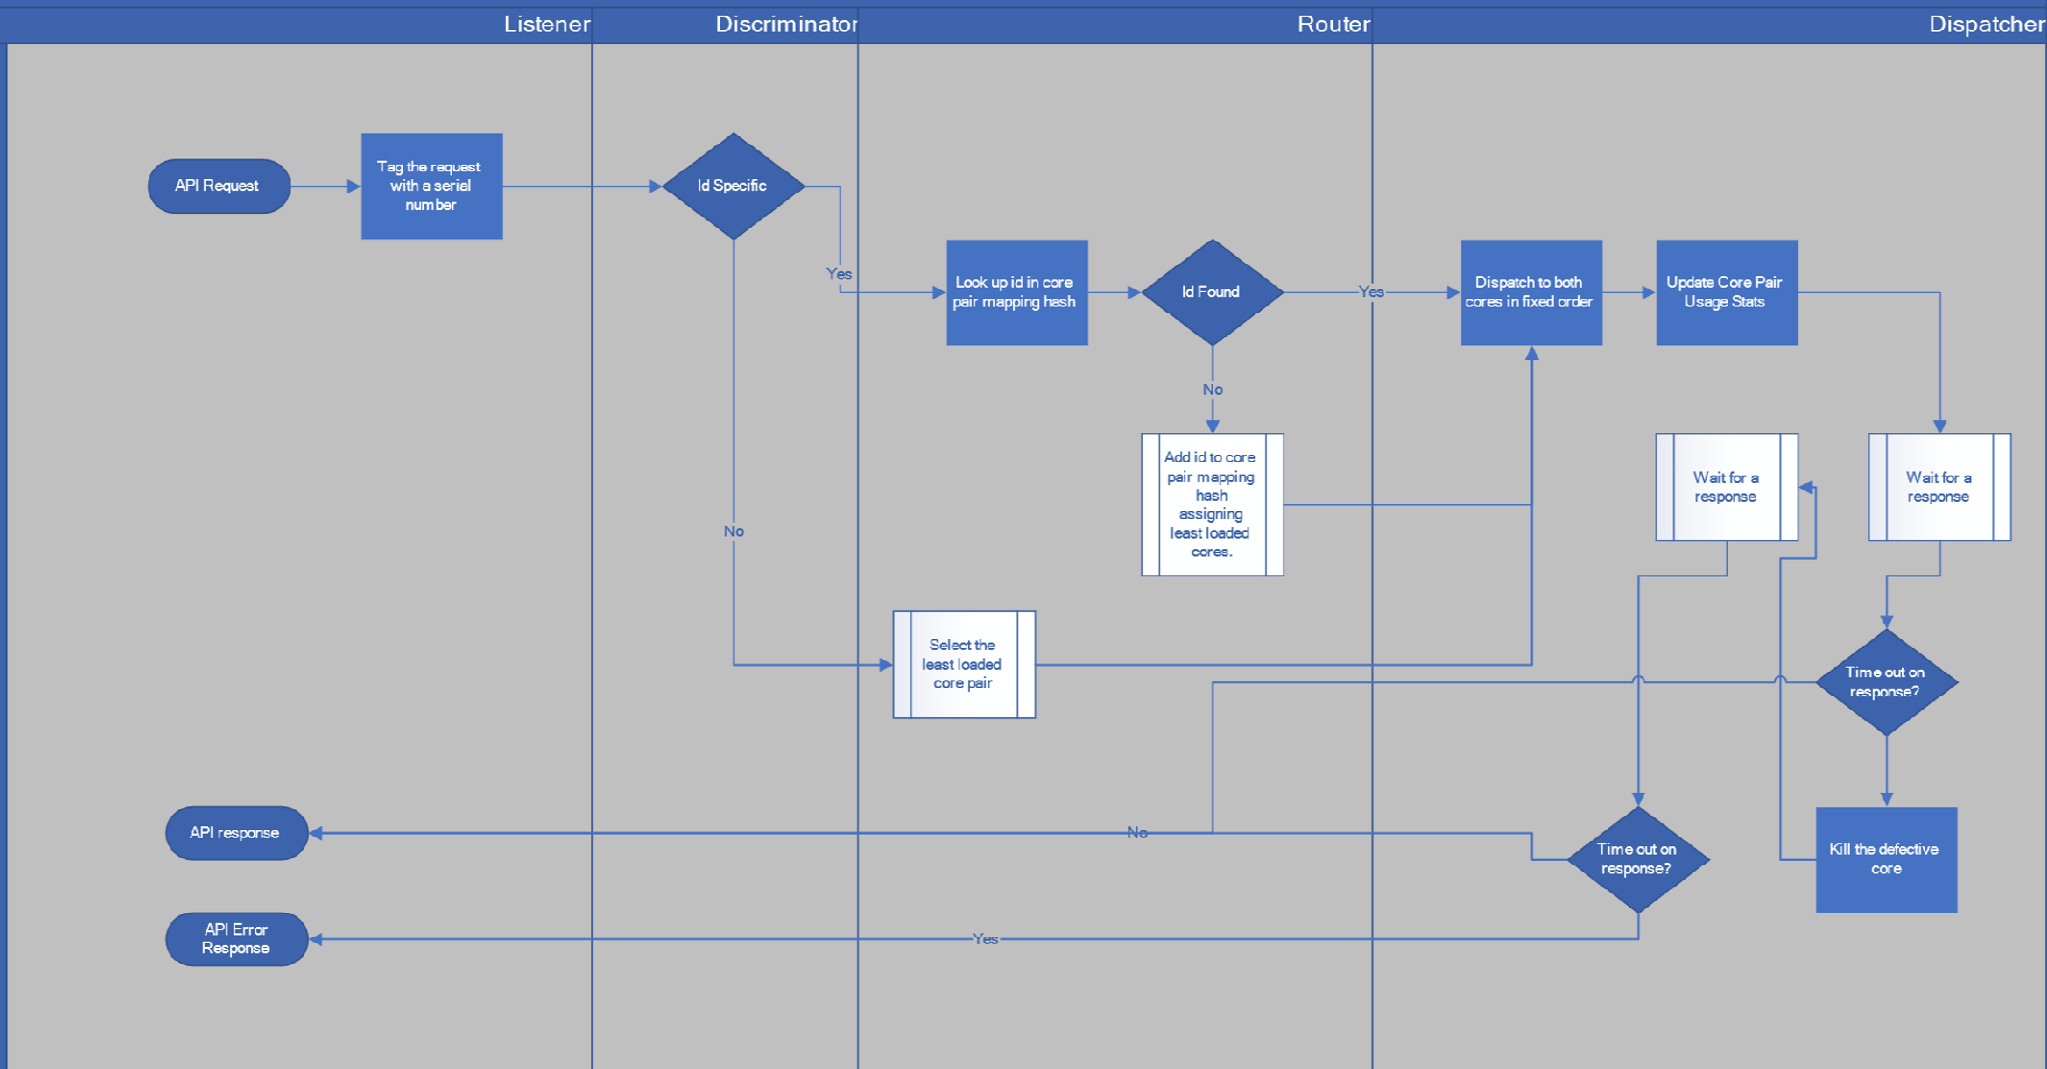 Listener
Discriminator
Router
Dispatcher
API Request
Tag the request
with a serial
number
Id Specific
Yes
No
Look up id in core
pair mapping hash
Id Found
Yes
No
Add id to core
pair mapping
hash
assigning
least loaded
cores.
Select the
least loaded
core pair
Dispatch to both
cores in fixed order
Update Core Pair
Usage Stats
Wait for a
response
Wait for a
response
Time out on
response?
Kill the defective
core
Time out on
response?
No
API response
Yes
API Error
Response